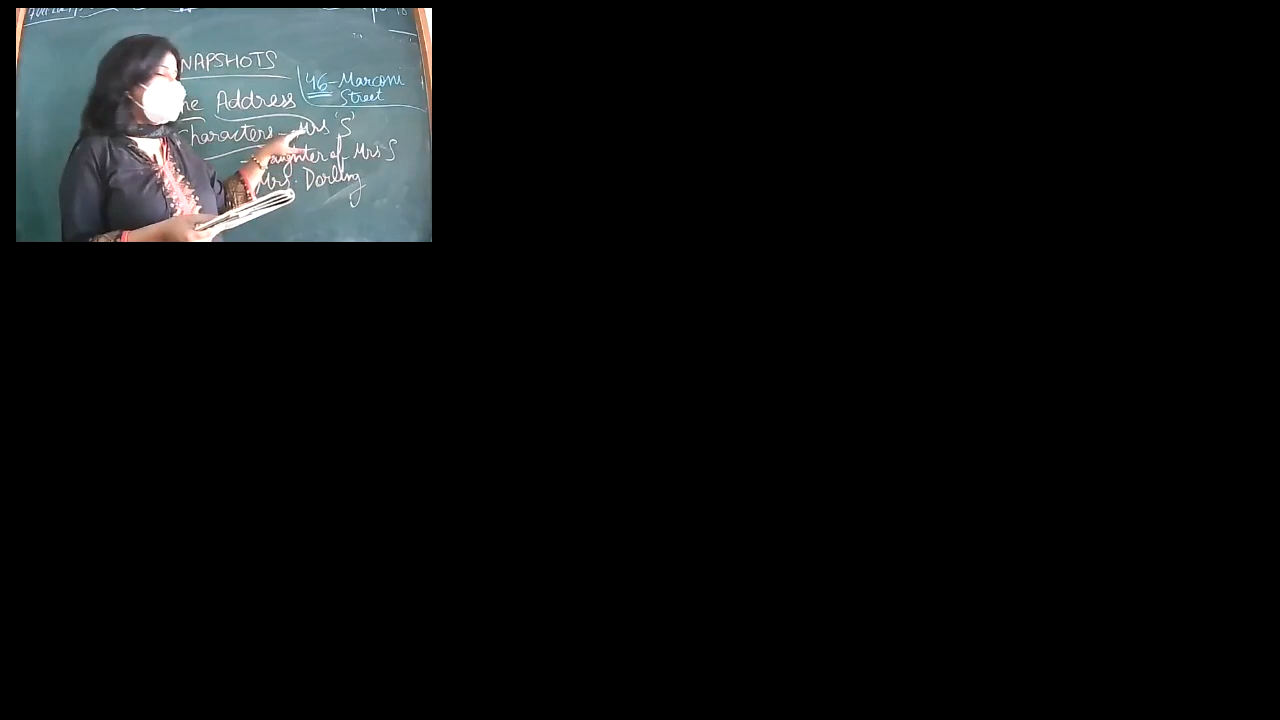 NAPSHOTS
46-Marconi
Street
he Address
Characters - Mrs 'S'
- Daughter of Mrs S
Mrs. Dorling